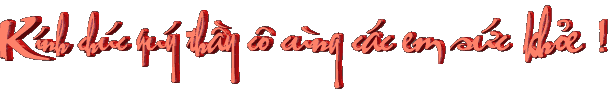 Kính chúc quý thầy cô cùng các em sức khỏe !